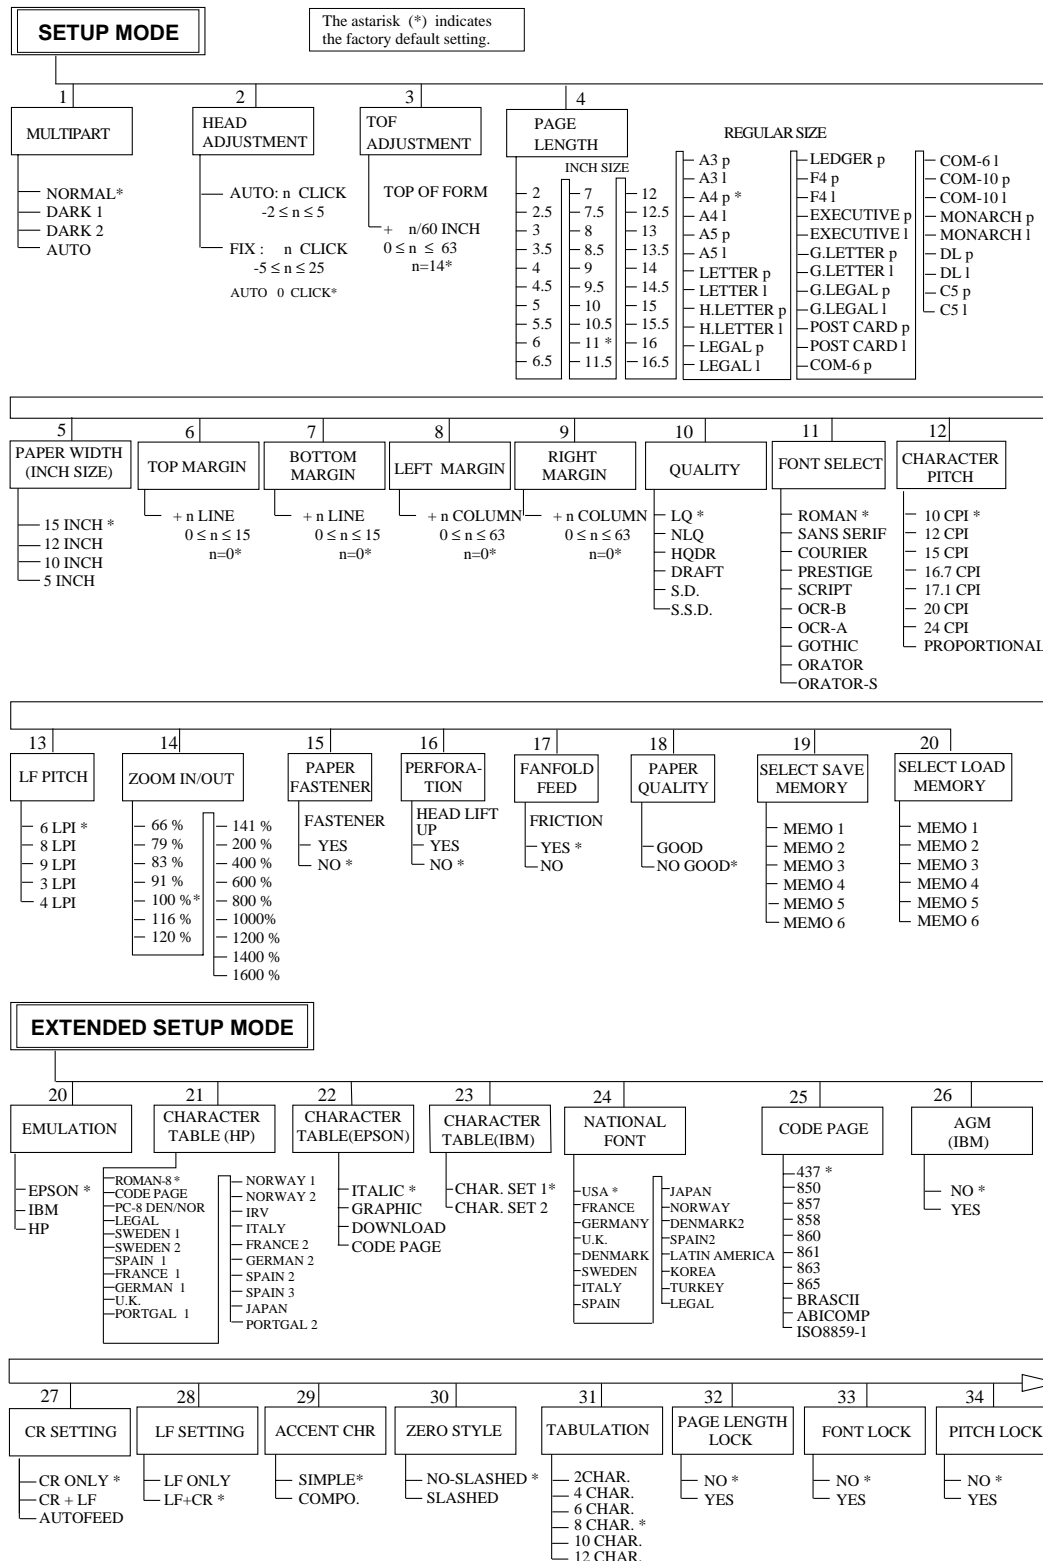 SETUP MODE
The astarisk (*) indicates
the factory default setting.
1
MULTIPART
NORMAL*
DARK 1
DARK 2
AUTO
2
HEAD
ADJUSTMENT
AUTO: n CLICK
-2 ≤ n ≤ 5
FIX : n CLICK
-5 ≤ n ≤ 25
AUTO 0 CLICK*
3
TOF
ADJUSTMENT
TOP OF FORM
+ n/60 INCH
0 ≤ n ≤ 63
n=14*
4
PAGE
LENGTH
INCH SIZE
2
2.5
3
3.5
4
4.5
5
5.5
6
6.5
7
7.5
8
8.5
9
9.5
10
10.5
11 *
11.5
12
12.5
13
13.5
14
14.5
15
15.5
16
16.5
REGULAR SIZE
A3 p
A3 l
A4 p *
A4 l
A5 p
A5 l
LETTER p
LETTER l
H.LETTER p
H.LETTER l
LEGAL p
LEGAL l
LEDGER p
F4 p
F4 l
EXECUTIVE p
EXECUTIVE l
G.LETTER p
G.LETTER l
G.LEGAL p
G.LEGAL l
POST CARD p
POST CARD l
COM-6 p
COM-6 l
COM-10 p
COM-10 l
MONARCH p
MONARCH l
DL p
DL l
C5 p
C5 l
5
PAPER WIDTH
(INCH SIZE)
15 INCH *
12 INCH
10 INCH
5 INCH
6
TOP MARGIN
+ n LINE
0 ≤ n ≤ 15
n=0*
7
BOTTOM
MARGIN
+ n LINE
0 ≤ n ≤ 15
n=0*
8
LEFT MARGIN
+ n COLUMN
0 ≤ n ≤ 63
n=0*
9
RIGHT
MARGIN
+ n COLUMN
0 ≤ n ≤ 63
n=0*
10
QUALITY
LQ *
NLQ
HQDR
DRAFT
S.D.
S.S.D.
11
FONT SELECT
ROMAN *
SANS SERIF
COURIER
PRESTIGE
SCRIPT
OCR-B
OCR-A
GOTHIC
ORATOR
ORATOR-S
12
CHARACTER
PITCH
10 CPI *
12 CPI
15 CPI
16.7 CPI
17.1 CPI
20 CPI
24 CPI
PROPORTIONAL
13
LF PITCH
6 LPI *
8 LPI
9 LPI
3 LPI
4 LPI
14
ZOOM IN/OUT
66 %
79 %
83 %
91 %
100 %*
116 %
120 %
141 %
200 %
400 %
600 %
800 %
1000%
1200 %
1400 %
1600 %
15
PAPER
FASTENER
FASTENER
YES
NO *
16
PERFORA-
TION
HEAD LIFT
UP
YES
NO *
17
FANFOLD
FEED
FRICTION
YES *
NO
18
PAPER
QUALITY
GOOD
NO GOOD*
19
SELECT SAVE
MEMORY
MEMO 1
MEMO 2
MEMO 3
MEMO 4
MEMO 5
MEMO 6
20
SELECT LOAD
MEMORY
MEMO 1
MEMO 2
MEMO 3
MEMO 4
MEMO 5
MEMO 6
EXTENDED SETUP MODE
20
EMULATION
EPSON *
IBM
HP
21
CHARACTER
TABLE (HP)
ROMAN-8 *
CODE PAGE
PC-8 DEN/NOR
LEGAL
SWEDEN 1
SWEDEN 2
SPAIN 1
FRANCE 1
GERMAN 1
U.K.
PORTGAL 1
NORWAY 1
NORWAY 2
IRV
ITALY
FRANCE 2
GERMAN 2
SPAIN 2
SPAIN 3
JAPAN
PORTGAL 2
22
CHARACTER
TABLE(EPSON)
ITALIC *
GRAPHIC
DOWNLOAD
CODE PAGE
23
CHARACTER
TABLE(IBM)
CHAR. SET 1*
CHAR. SET 2
24
NATIONAL
FONT
USA *
FRANCE
GERMANY
U.K.
DENMARK
SWEDEN
ITALY
SPAIN
JAPAN
NORWAY
DENMARK2
SPAIN2
LATIN AMERICA
KOREA
TURKEY
LEGAL
25
CODE PAGE
437 *
850
857
858
860
861
863
865
BRASCII
ABICOMP
ISO8859-1
26
AGM
(IBM)
NO *
YES
27
CR SETTING
CR ONLY *
CR + LF
AUTOFEED
28
LF SETTING
LF ONLY
LF+CR *
29
ACCENT CHR
SIMPLE*
COMPO.
30
ZERO STYLE
NO-SLASHED *
SLASHED
31
TABULATION
2CHAR.
4 CHAR.
6 CHAR.
8 CHAR. *
10 CHAR.
12 CHAR.
32
PAGE LENGTH
LOCK
NO *
YES
33
FONT LOCK
NO *
YES
34
PITCH LOCK
NO *
YES